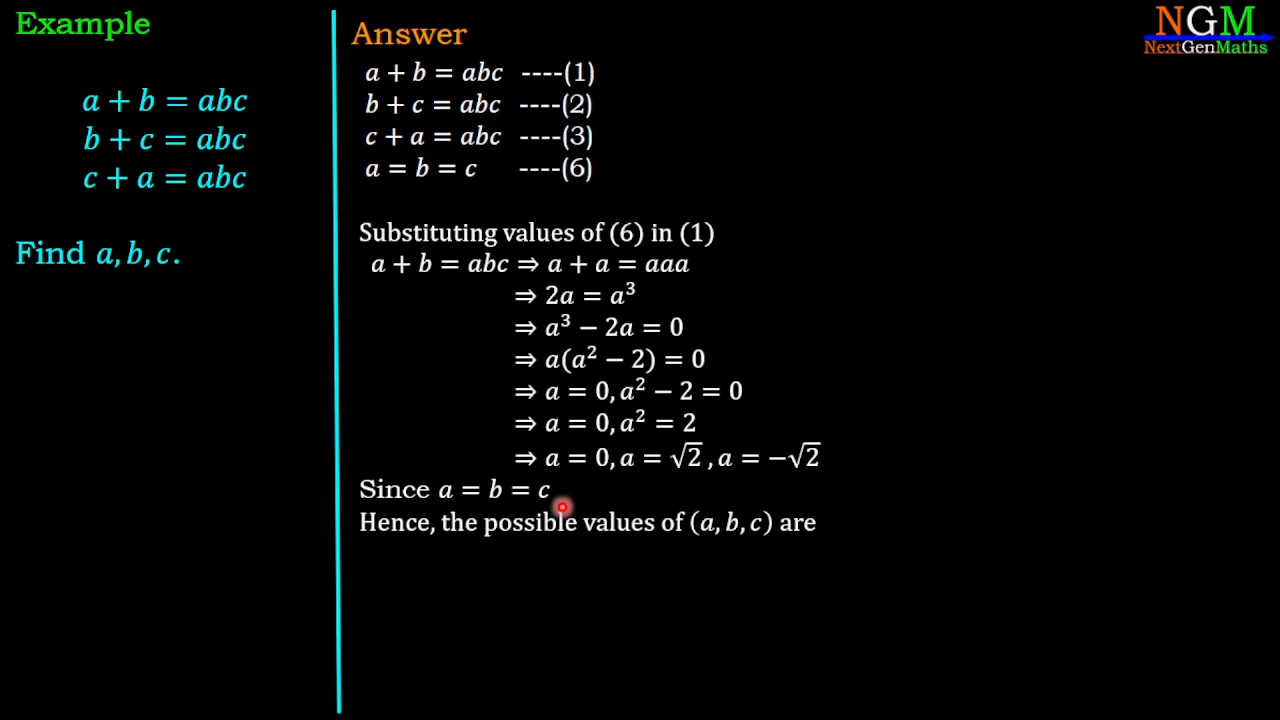 Example
a + b = abc
b + c = abc
c + a = abc
Find a, b, c.
Answer
a + b = abc ----(1)
b + c = abc ----(2)
c + a = abc ----(3)
a = b = c ----(6)
Substituting values of (6) in (1)
a + b = abc ⇒ a + a = aaa
⇒ 2a = a³
⇒ a³ − 2a = 0
⇒ a(a² − 2) = 0
⇒ a = 0, a² − 2 = 0
⇒ a = 0, a² = 2
⇒ a = 0, a = √2 , a = −√2
Since a = b = c
Hence, the possible values of (a, b, c) are
NGM
NextGenMaths